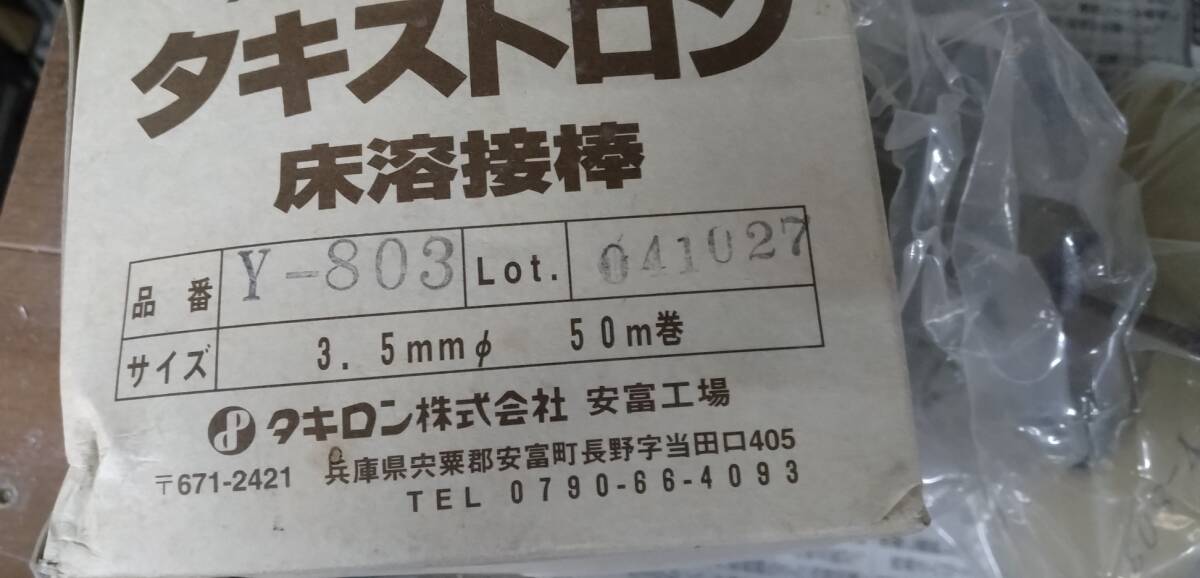 タキストロン
床溶接棒
品番 Y-803 Lot. 041027
サイズ 3.5mmφ 50m巻
タキロン株式会社 安富工場
〒671-2421 兵庫県宍粟郡安富町長野字当田口405
TEL 0790-66-4093